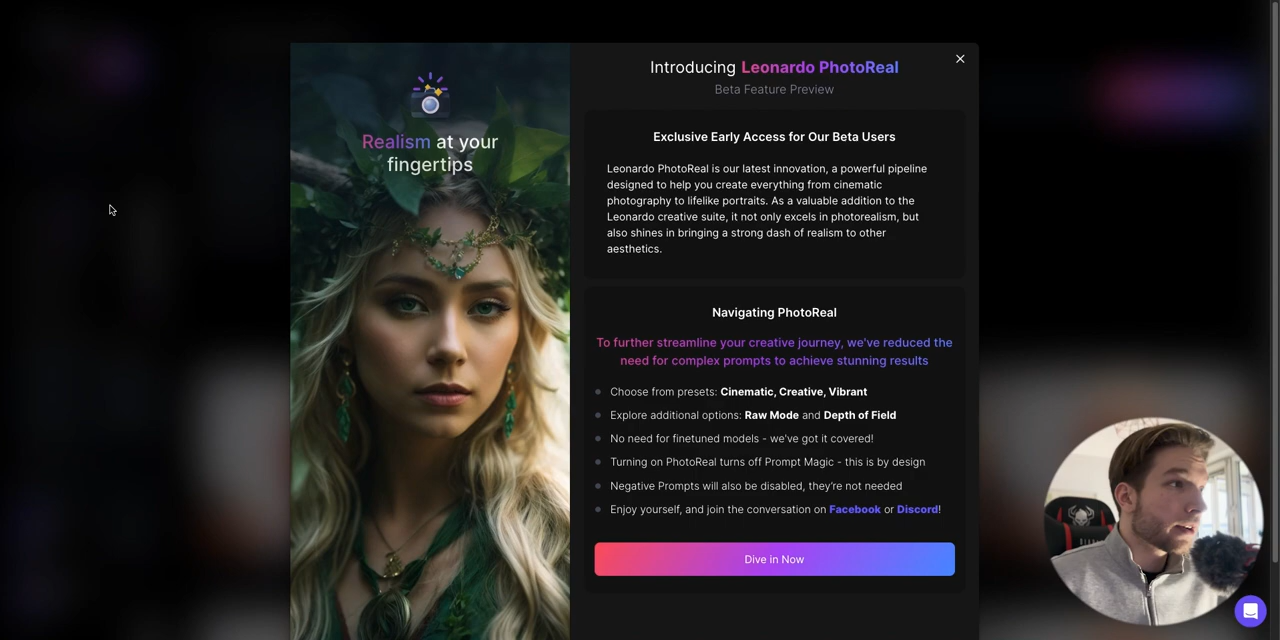 Realism at your
fingertips
Introducing Leonardo PhotoReal
Beta Feature Preview
Exclusive Early Access for Our Beta Users
Leonardo PhotoReal is our latest innovation, a powerful pipeline
designed to help you create everything from cinematic
photography to lifelike portraits. As a valuable addition to the
Leonardo creative suite, it not only excels in photorealism, but
also shines in bringing a strong dash of realism to other
aesthetics.
Navigating PhotoReal
To further streamline your creative journey, we've reduced the
need for complex prompts to achieve stunning results
Choose from presets: Cinematic, Creative, Vibrant
Explore additional options: Raw Mode and Depth of Field
No need for finetuned models - we've got it covered!
Turning on PhotoReal turns off Prompt Magic - this is by design
Negative Prompts will also be disabled, they're not needed
Enjoy yourself, and join the conversation on Facebook or Discord!
Dive in Now